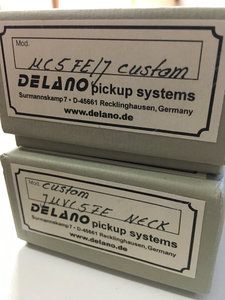 Mod. MC5FE/7 custom
DELANO pickup systems
Surmannskamp 7 • D-45661 Recklinghausen, Germany
www.delano.de
Mod. custom
JMVC5FE NECK
DELANO pickup systems
Surmannskamp 7 • D-45661 Recklinghausen, Germany
www.delano.de